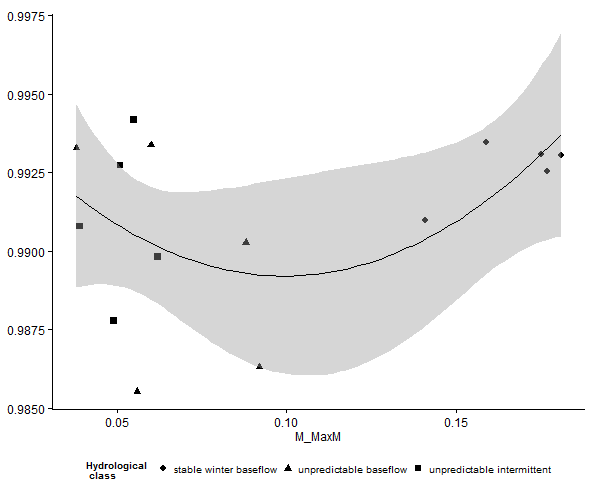 0.9975
0.9950
0.9925
0.9900
0.9875
0.9850
0.05 0.10 0.15
M_MaxM
Hydrological
class
stable winter baseflow unpredictable baseflow unpredictable intermittent